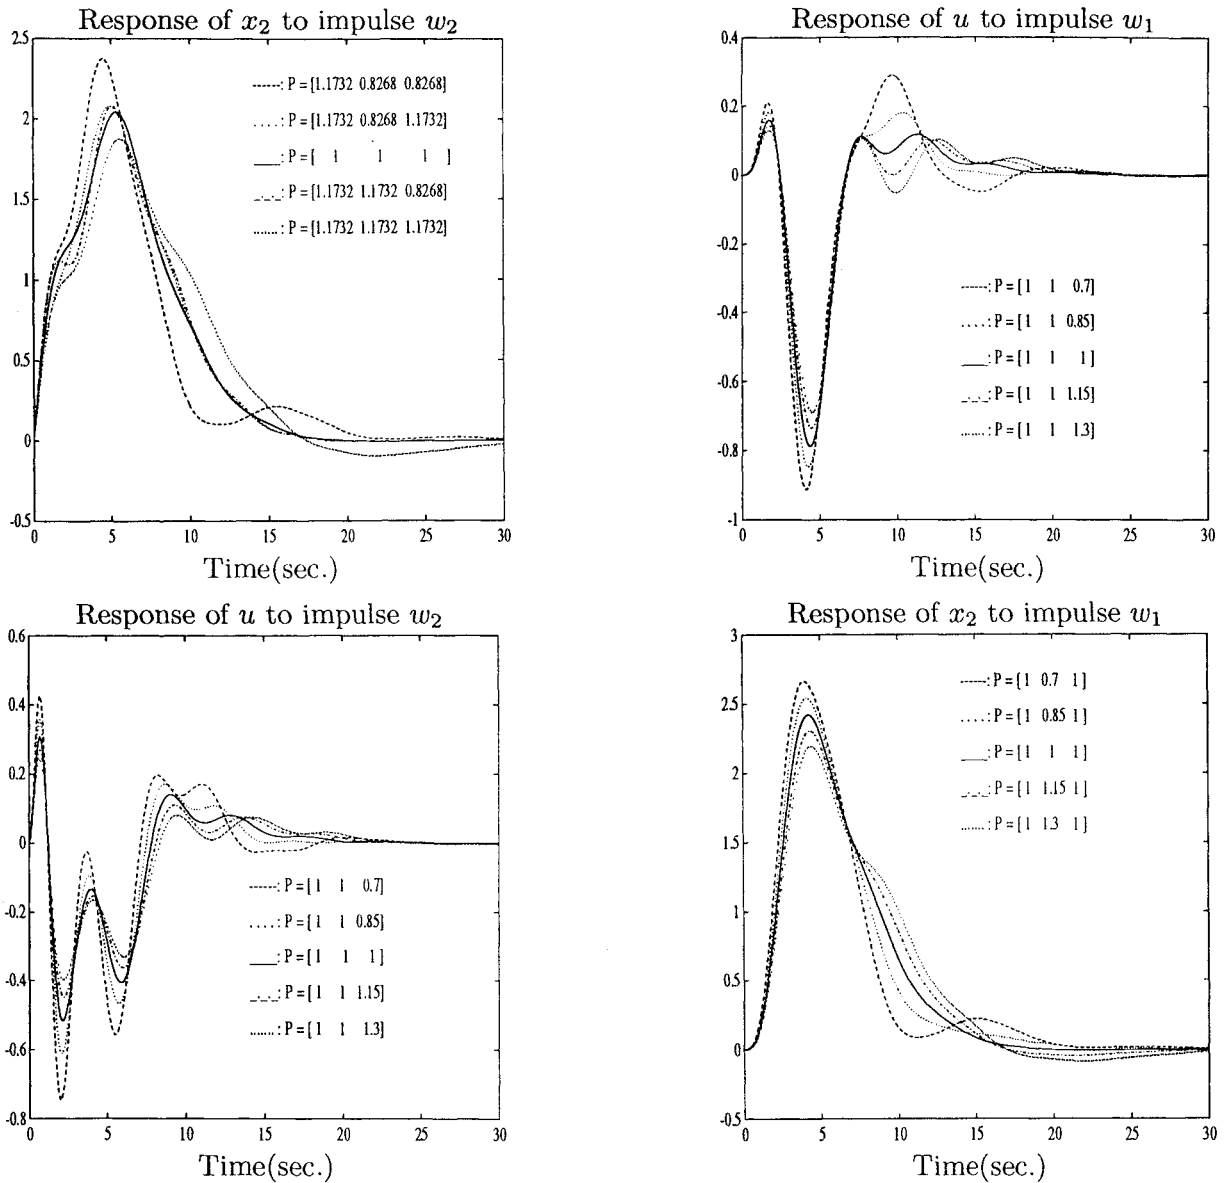 Response of x₂ to impulse w₂
2.5
2
1.5
1
0.5
0
-0.5
-----: P = [1.1732 0.8268 0.8268]
.....: P = [1.1732 0.8268 1.1732]
——: P = [ 1 1 1 ]
-.-.-: P = [1.1732 1.1732 0.8268]
.......: P = [1.1732 1.1732 1.1732]
0 5 10 15 20 25 30
Time(sec.)
Response of u to impulse w₁
0.4
0.2
0
-0.2
-0.4
-0.6
-0.8
-1
-----: P = [1 1 0.7]
.....: P = [1 1 0.85]
——: P = [1 1 1]
-.-.-: P = [1 1 1.15]
.......: P = [1 1 1.3]
0 5 10 15 20 25 30
Time(sec.)
Response of u to impulse w₂
0.6
0.4
0.2
0
-0.2
-0.4
-0.6
-0.8
-----: P = [1 1 0.7]
.....: P = [1 1 0.85]
——: P = [1 1 1]
-.-.-: P = [1 1 1.15]
.......: P = [1 1 1.3]
0 5 10 15 20 25 30
Time(sec.)
Response of x₂ to impulse w₁
3
2.5
2
1.5
1
0.5
0
-0.5
-----: P = [1 0.7 1]
.....: P = [1 0.85 1]
——: P = [1 1 1]
-.-.-: P = [1 1.15 1]
.......: P = [1 1.3 1]
0 5 10 15 20 25 30
Time(sec.)